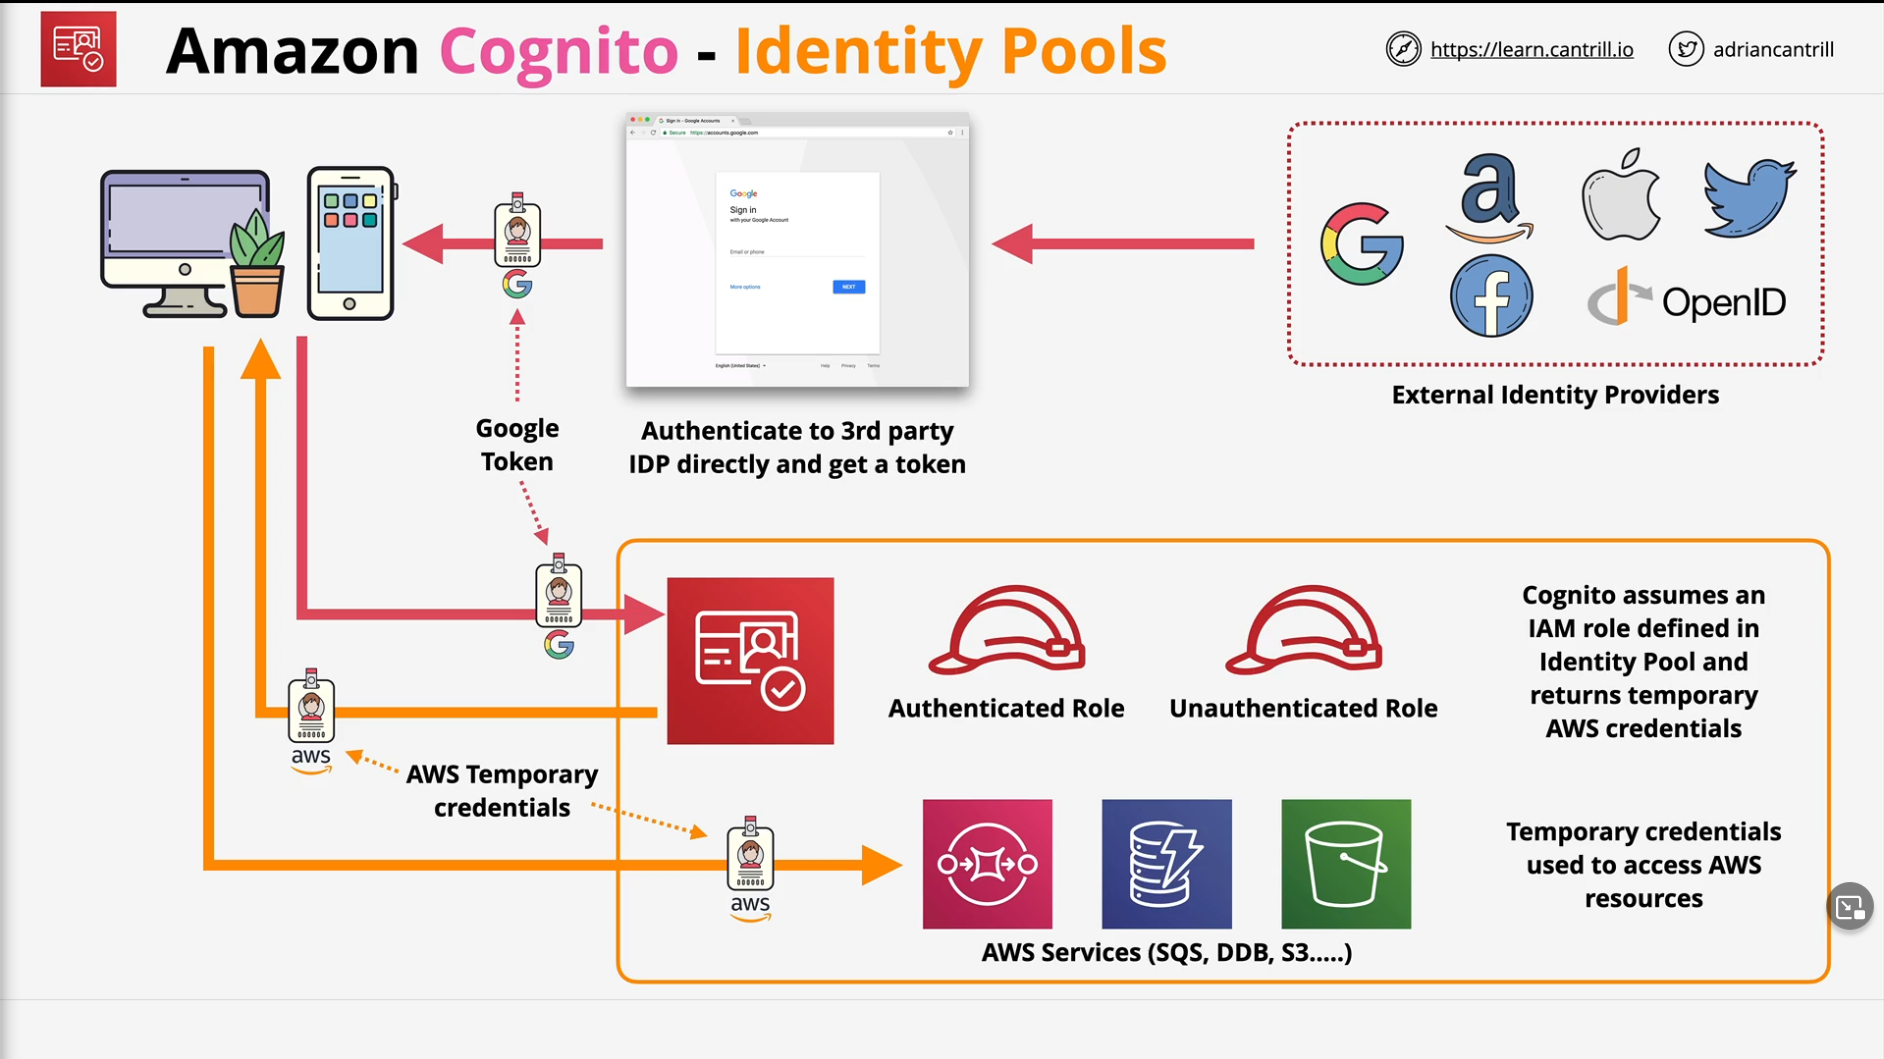 Amazon Cognito - Identity Pools
https://learn.cantrill.io
adriancantrill
Sign in - Google Accounts
Secure https://accounts.google.com
Google
Sign in
with your Google Account
Email or phone
More options
NEXT
English (United States)
Help Privacy Terms
OpenID
External Identity Providers
Google
Token
Authenticate to 3rd party
IDP directly and get a token
Authenticated Role
Unauthenticated Role
Cognito assumes an
IAM role defined in
Identity Pool and
returns temporary
AWS credentials
aws
AWS Temporary
credentials
aws
AWS Services (SQS, DDB, S3.....)
Temporary credentials
used to access AWS
resources